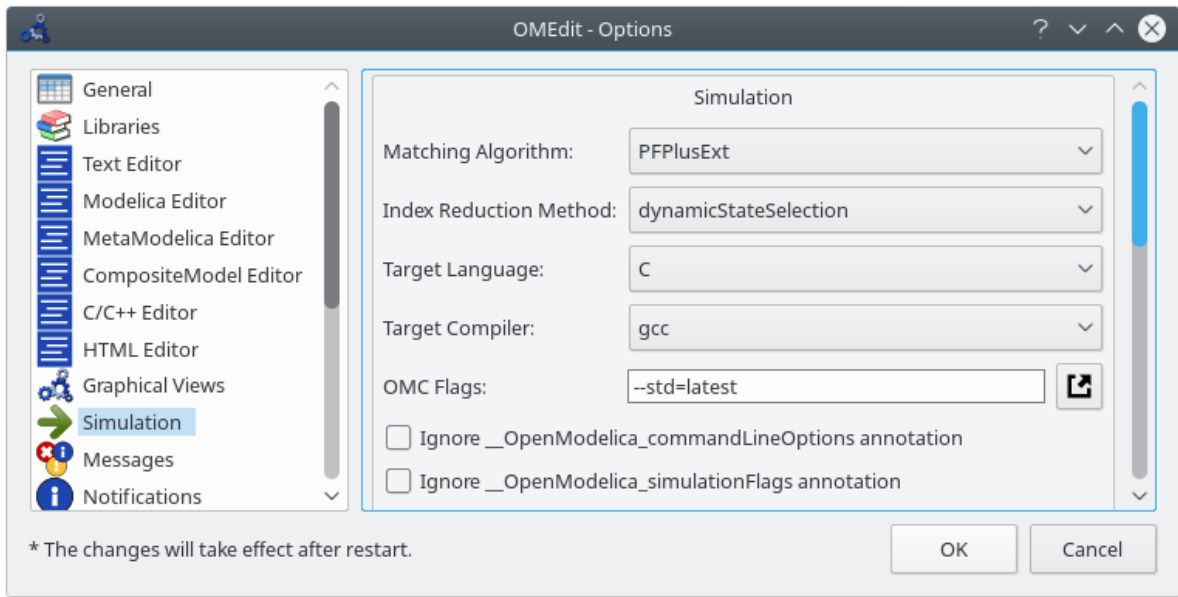 OMEdit - Options
General
Libraries
Text Editor
Modelica Editor
MetaModelica Editor
CompositeModel Editor
C/C++ Editor
HTML Editor
Graphical Views
Simulation
Messages
Notifications
Simulation
Matching Algorithm: PFPlusExt
Index Reduction Method: dynamicStateSelection
Target Language: C
Target Compiler: gcc
OMC Flags: --std=latest
Ignore __OpenModelica_commandLineOptions annotation
Ignore __OpenModelica_simulationFlags annotation
* The changes will take effect after restart.
OK Cancel